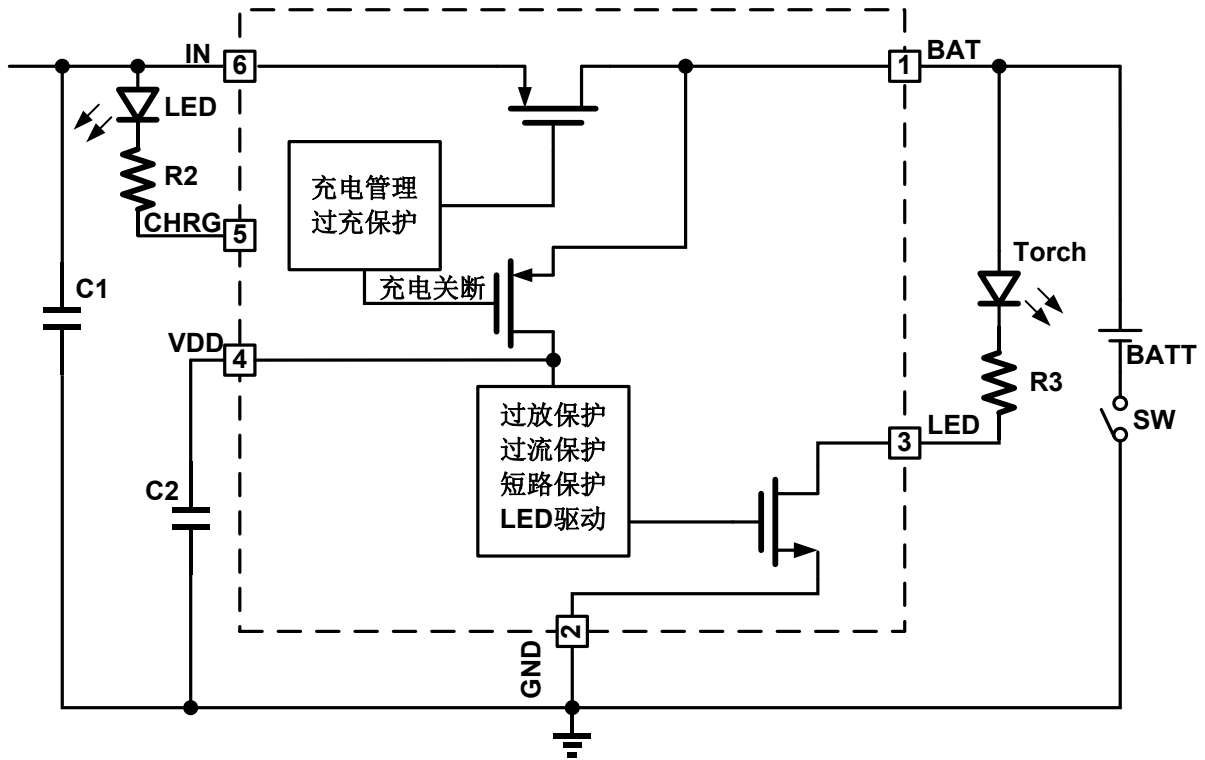 IN
6
1
BAT
LED
R2
充电管理
过充保护
CHRG
5
Torch
C1
充电关断
VDD
4
BATT
R3
过放保护
过流保护
短路保护
LED驱动
SW
LED
3
C2
2
GND